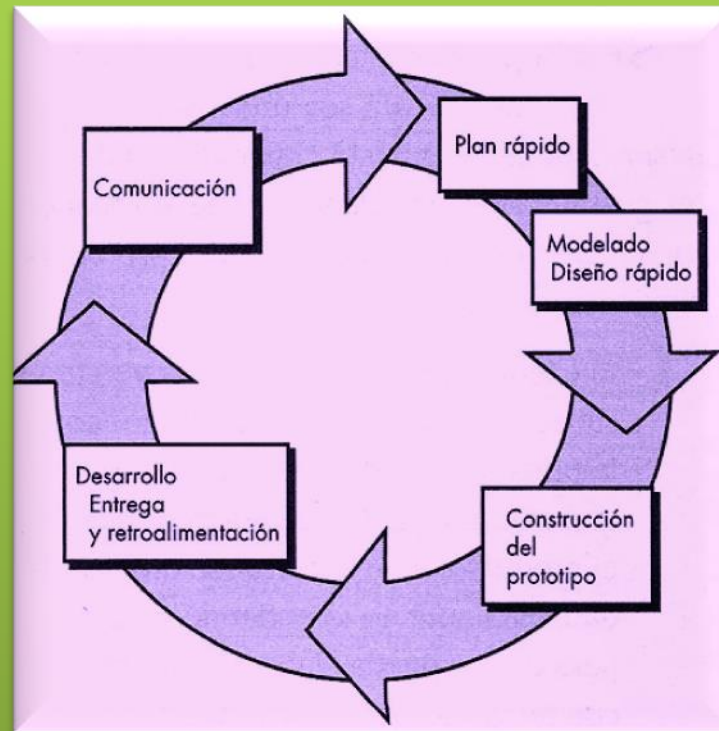 Comunicación
Plan rápido
Modelado
Diseño rápido
Construcción
del
prototipo
Desarrollo
Entrega
y retroalimentación